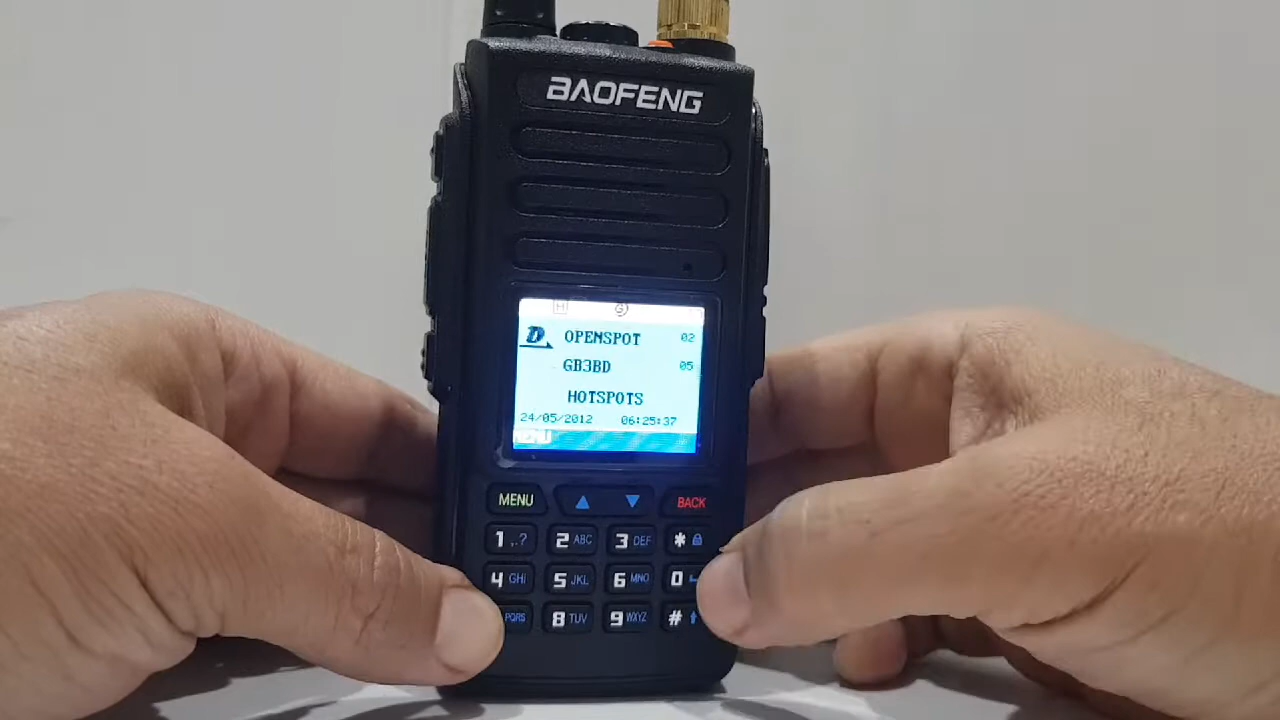 BAOFENG
H G
D OPENSPOT 02
GB3BD 05
HOTSPOTS
24/05/2012 06:25:37
MENU
MENU BACK
1 ,.? 2 ABC 3 DEF *
4 GHI 5 JKL 6 MNO 0
PQRS 8 TUV 9 WXYZ #